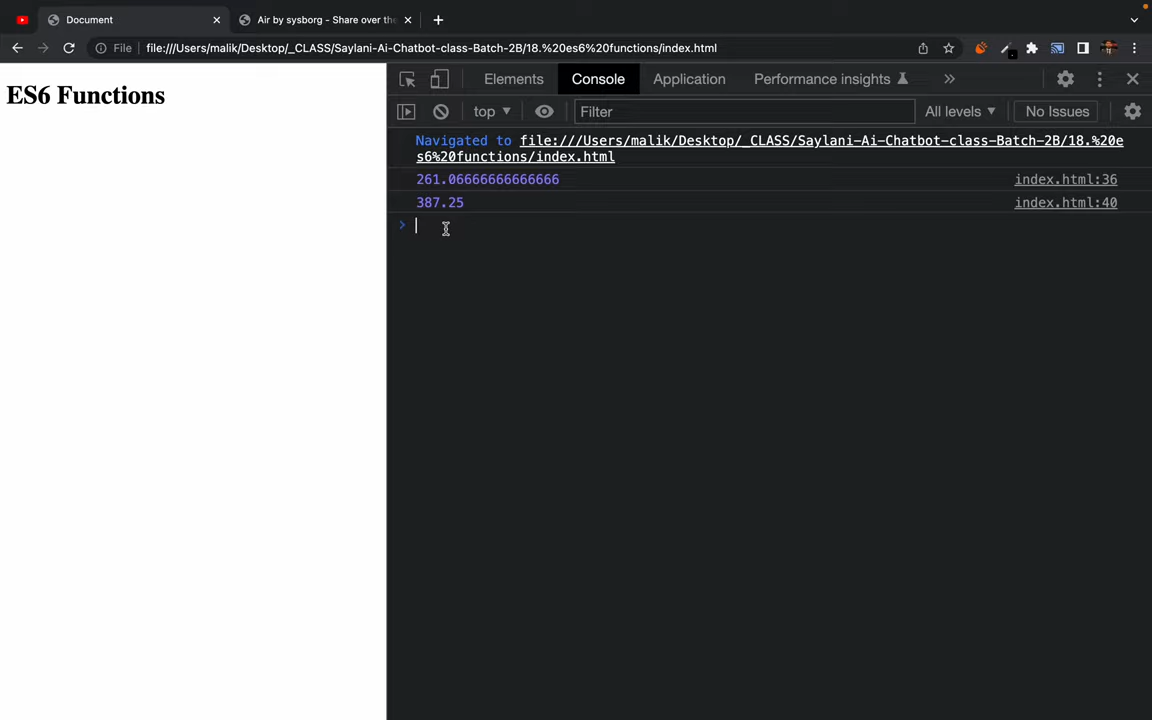 Document
Air by sysborg - Share over the
File
file:///Users/malik/Desktop/_CLASS/Saylani-Ai-Chatbot-class-Batch-2B/18.%20es6%20functions/index.html
ES6 Functions
Elements
Console
Application
Performance insights
top
Filter
All levels
No Issues
Navigated to file:///Users/malik/Desktop/_CLASS/Saylani-Ai-Chatbot-class-Batch-2B/18.%20e
s6%20functions/index.html
261.06666666666666 index.html:36
387.25 index.html:40